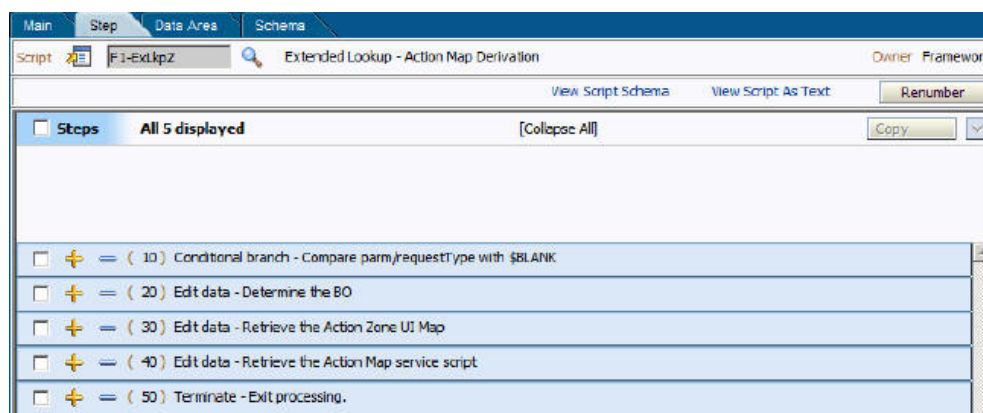 Main Step Data Area Schema
Script F1-ExLkpZ Extended Lookup - Action Map Derivation Owner Framewor
View Script Schema View Script As Text Renumber
Steps All 5 displayed [Collapse All] Copy
( 10 ) Conditional branch - Compare parm/requestType with $BLANK
( 20 ) Edit data - Determine the BO
( 30 ) Edit data - Retrieve the Action Zone UI Map
( 40 ) Edit data - Retrieve the Action Map service script
( 50 ) Terminate - Exit processing.